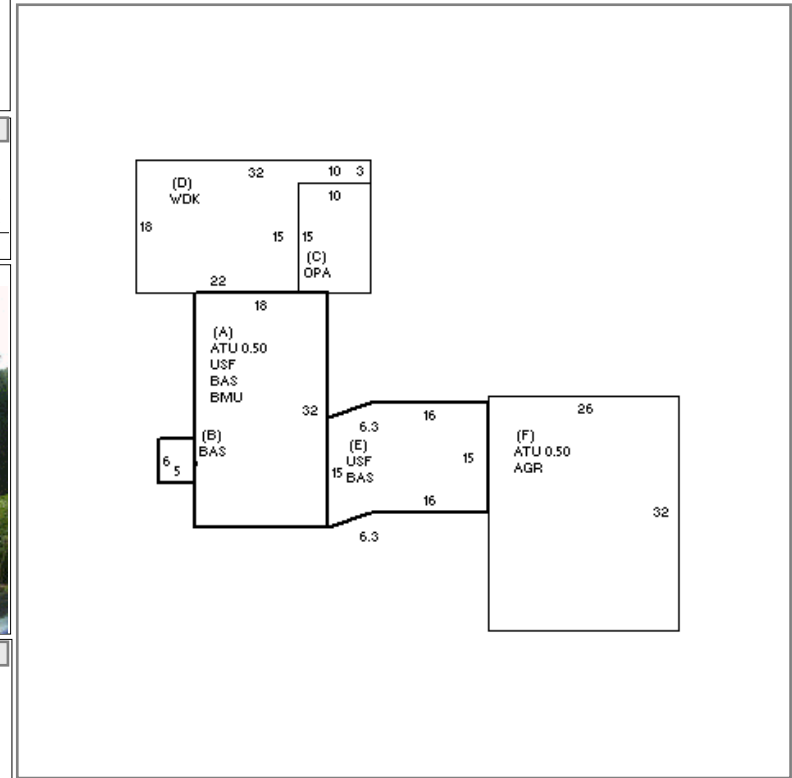 32
10 3
(D)
WDK
10
18
15 15
(C)
OPA
22
18
(A)
ATU 0.50
USF
BAS
BMU
32
26
16
6.3
(B)
BAS
(E)
USF
BAS
(F)
ATU 0.50
AGR
6
5
15
15
16
32
6.3